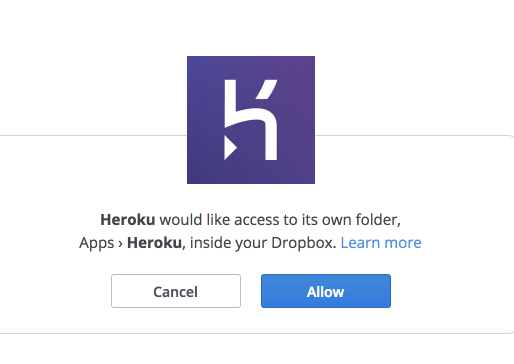 Heroku would like access to its own folder,
Apps › Heroku, inside your Dropbox. Learn more
Cancel
Allow